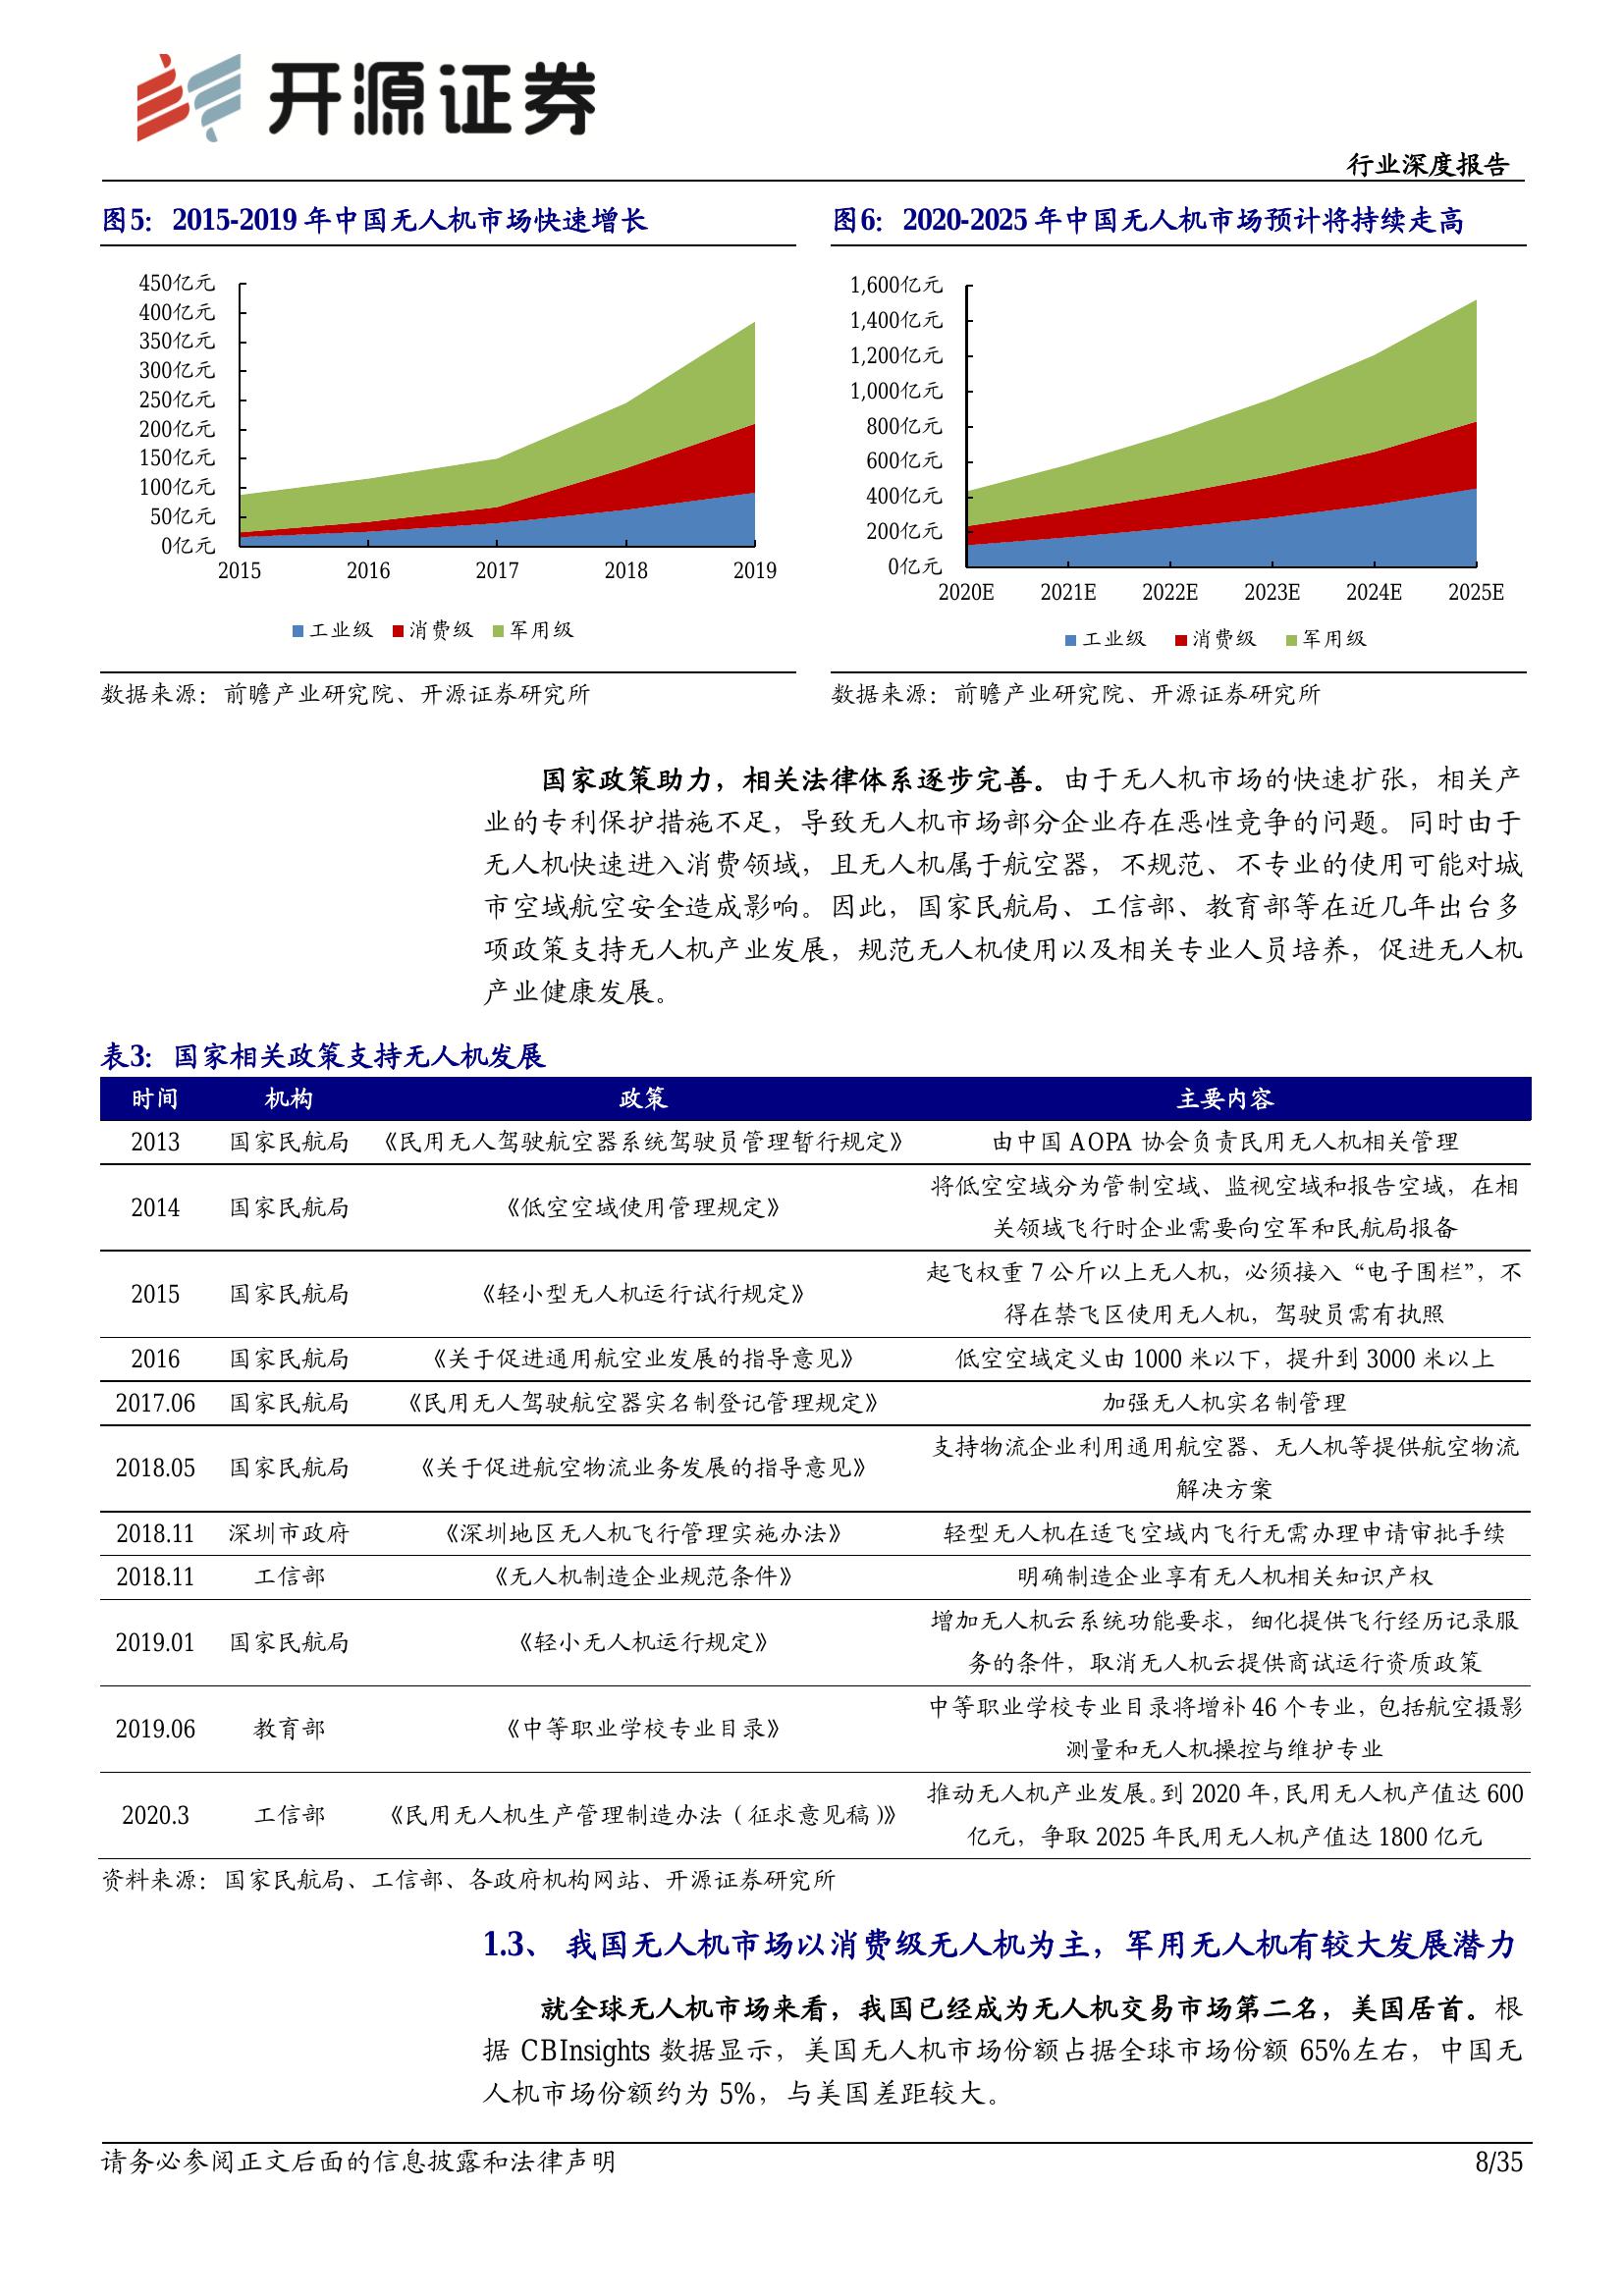 开源证券
行业深度报告
图5：2015-2019 年中国无人机市场快速增长
450亿元
400亿元
350亿元
300亿元
250亿元
200亿元
150亿元
100亿元
50亿元
0亿元
2015 2016 2017 2018 2019
工业级 消费级 军用级
数据来源：前瞻产业研究院、开源证券研究所
图6：2020-2025 年中国无人机市场预计将持续走高
1,600亿元
1,400亿元
1,200亿元
1,000亿元
800亿元
600亿元
400亿元
200亿元
0亿元
2020E 2021E 2022E 2023E 2024E 2025E
工业级 消费级 军用级
数据来源：前瞻产业研究院、开源证券研究所
国家政策助力，相关法律体系逐步完善。由于无人机市场的快速扩张，相关产
业的专利保护措施不足，导致无人机市场部分企业存在恶性竞争的问题。同时由于
无人机快速进入消费领域，且无人机属于航空器，不规范、不专业的使用可能对城
市空域航空安全造成影响。因此，国家民航局、工信部、教育部等在近几年出台多
项政策支持无人机产业发展，规范无人机使用以及相关专业人员培养，促进无人机
产业健康发展。
表3：国家相关政策支持无人机发展
时间 机构 政策 主要内容
2013 国家民航局 《民用无人驾驶航空器系统驾驶员管理暂行规定》 由中国 AOPA 协会负责民用无人机相关管理
2014 国家民航局 《低空空域使用管理规定》 将低空空域分为管制空域、监视空域和报告空域，在相
关领域飞行时企业需要向空军和民航局报备
2015 国家民航局 《轻小型无人机运行试行规定》 起飞权重 7 公斤以上无人机，必须接入“电子围栏”，不
得在禁飞区使用无人机，驾驶员需有执照
2016 国家民航局 《关于促进通用航空业发展的指导意见》 低空空域定义由 1000 米以下，提升到 3000 米以上
2017.06 国家民航局 《民用无人驾驶航空器实名制登记管理规定》 加强无人机实名制管理
2018.05 国家民航局 《关于促进航空物流业务发展的指导意见》 支持物流企业利用通用航空器、无人机等提供航空物流
解决方案
2018.11 深圳市政府 《深圳地区无人机飞行管理实施办法》 轻型无人机在适飞空域内飞行无需办理申请审批手续
2018.11 工信部 《无人机制造企业规范条件》 明确制造企业享有无人机相关知识产权
2019.01 国家民航局 《轻小无人机运行规定》 增加无人机云系统功能要求，细化提供飞行经历记录服
务的条件，取消无人机云提供商试运行资质政策
2019.06 教育部 《中等职业学校专业目录》 中等职业学校专业目录将增补 46 个专业，包括航空摄影
测量和无人机操控与维护专业
2020.3 工信部 《民用无人机生产管理制造办法（征求意见稿）》 推动无人机产业发展。到 2020 年，民用无人机产值达 600
亿元，争取 2025 年民用无人机产值达 1800 亿元
资料来源：国家民航局、工信部、各政府机构网站、开源证券研究所
1.3、 我国无人机市场以消费级无人机为主，军用无人机有较大发展潜力
就全球无人机市场来看，我国已经成为无人机交易市场第二名，美国居首。根
据 CBInsights 数据显示，美国无人机市场份额占据全球市场份额 65%左右，中国无
人机市场份额约为 5%，与美国差距较大。
请务必参阅正文后面的信息披露和法律声明
8/35